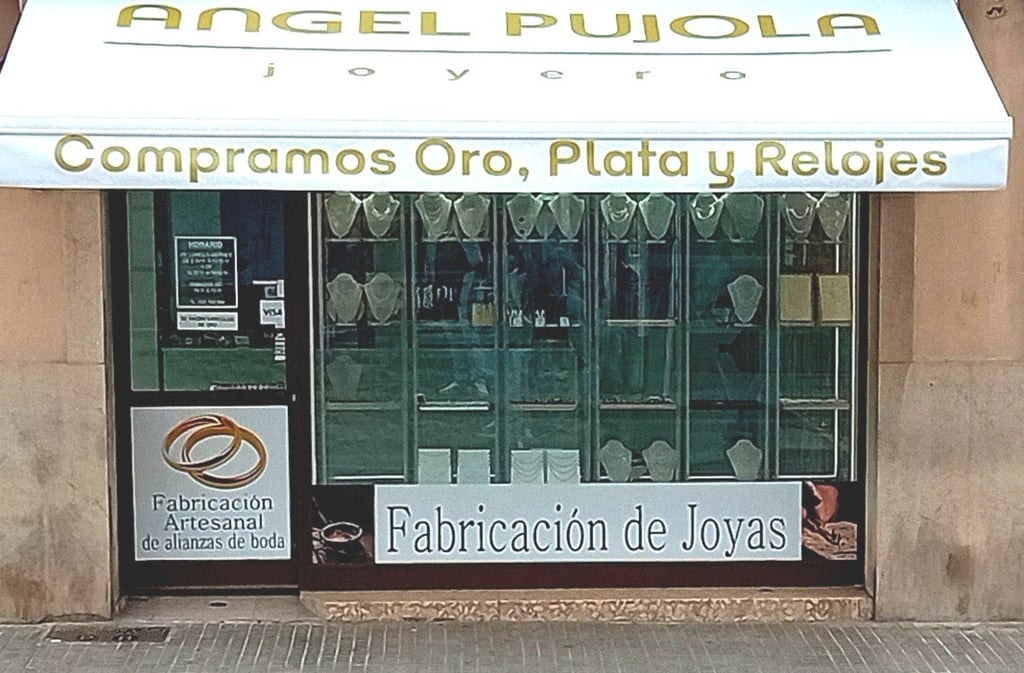 ANGEL PUJOLA
joyero
Compramos Oro, Plata y Relojes
HORARIO
VISA
Fabricación
Artesanal
de alianzas de boda
Fabricación de Joyas